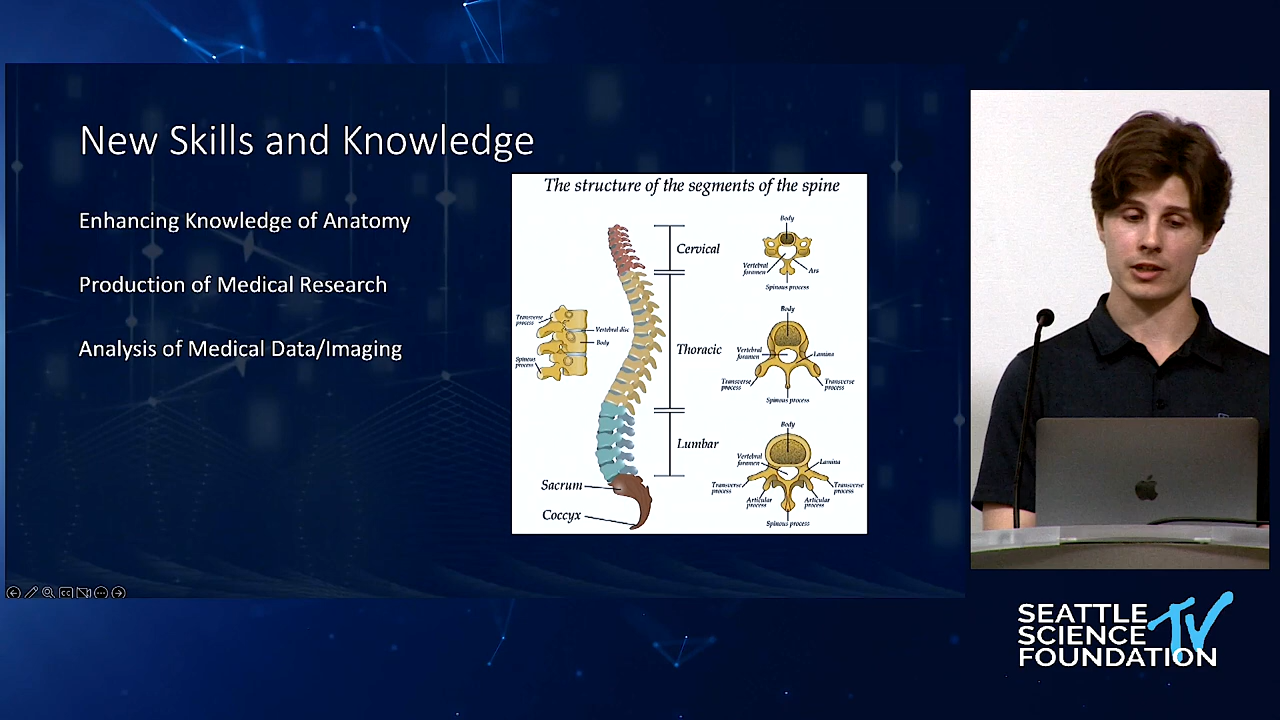 New Skills and Knowledge
Enhancing Knowledge of Anatomy
Production of Medical Research
Analysis of Medical Data/Imaging
The structure of the segments of the spine
Cervical
Thoracic
Lumbar
Sacrum
Coccyx
Transverse
process
Vertebral disc
Body
Spinous
process
Body
Vertebral
foramen
Ars
Spinous process
Body
Vertebral
foramen
Lamina
Transverse
process
Transverse
process
Spinous process
Body
Vertebral
foramen
Lamina
Transverse
process
Transverse
process
Articular
process
Articular
process
Spinous process
CC
SEATTLE
SCIENCE
FOUNDATION
TV